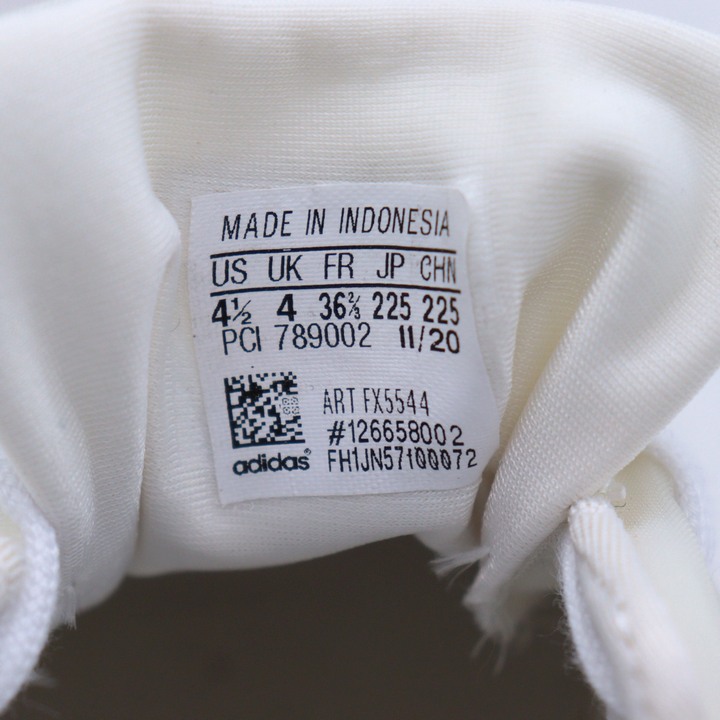 MADE IN INDONESIA
US UK FR JP CHN
4½ 4 36⅔ 225 225
PCI 789002 11/20
ART FX5544
#126658002
adidas FH1JN57100072